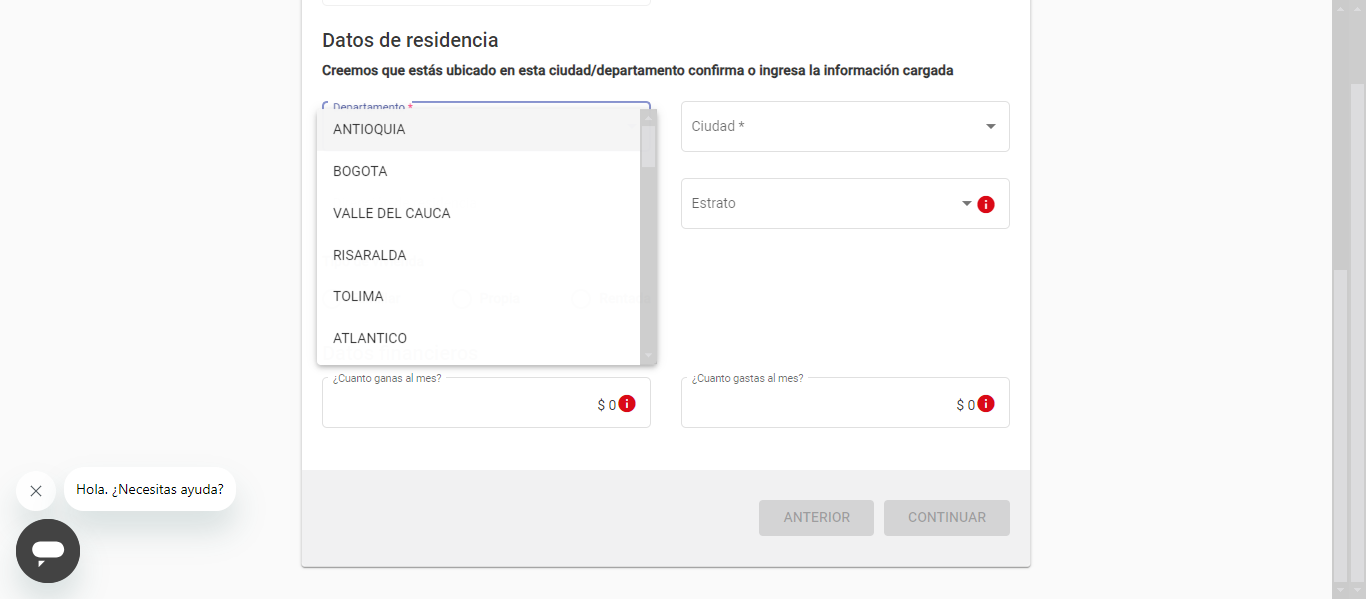 Datos de residencia
Creemos que estás ubicado en esta ciudad/departamento confirma o ingresa la información cargada
Departamento *
Ciudad *
ANTIOQUIA
BOGOTA
VALLE DEL CAUCA
RISARALDA
TOLIMA
ATLANTICO
Estrato
¿Cuanto ganas al mes?
$ 0
¿Cuanto gastas al mes?
$ 0
Hola. ¿Necesitas ayuda?
ANTERIOR
CONTINUAR